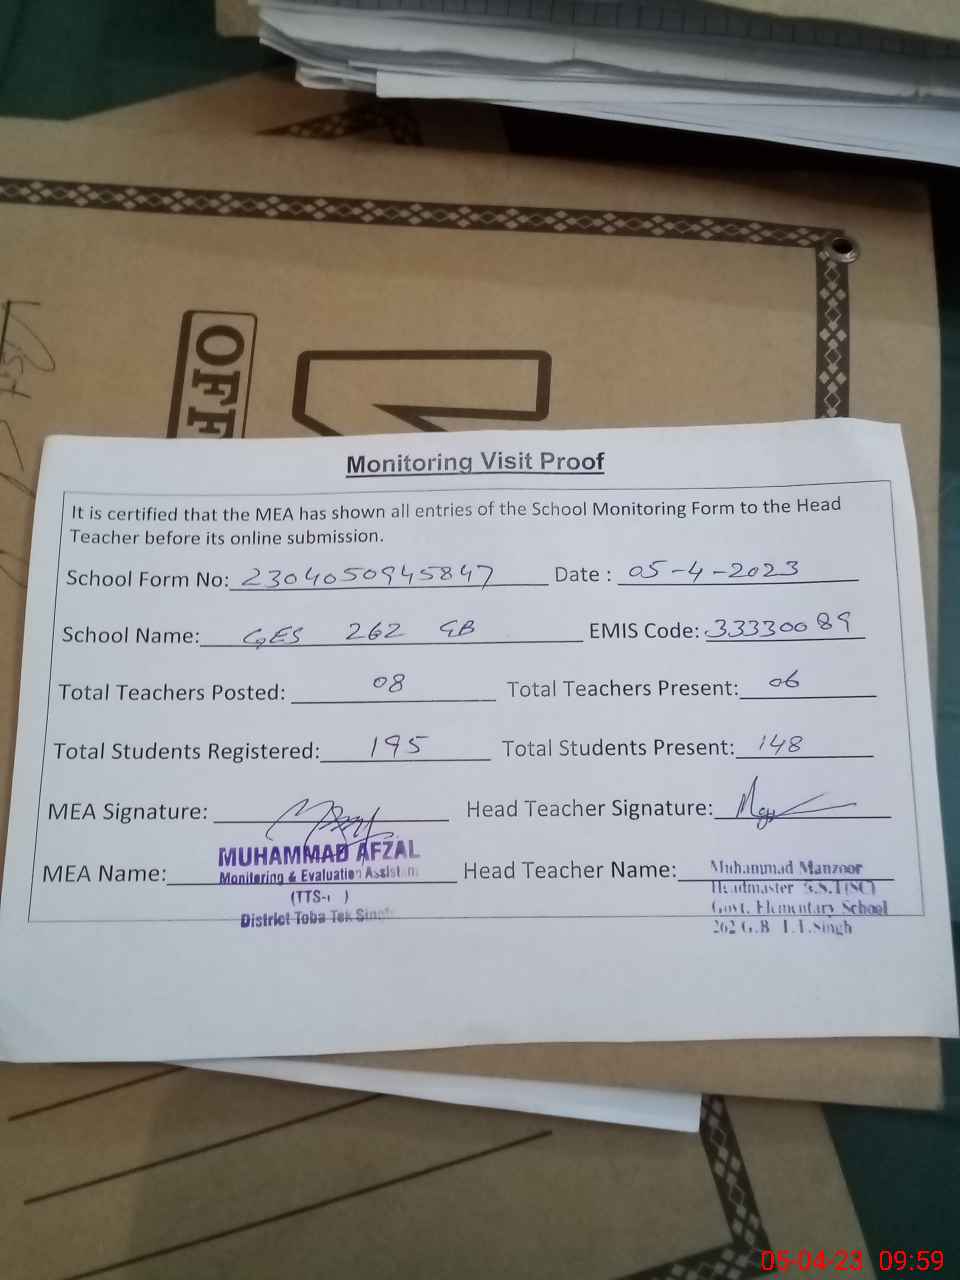 OFF
Monitoring Visit Proof
It is certified that the MEA has shown all entries of the School Monitoring Form to the Head
Teacher before its online submission.
School Form No: 2304050945847 Date : 05-4-2023
School Name: GES 262 GB EMIS Code: 33330089
Total Teachers Posted: 08 Total Teachers Present: 06
Total Students Registered: 195 Total Students Present: 148
MEA Signature: Head Teacher Signature:
MEA Name: MUHAMMAD AFZAL Head Teacher Name: Muhammad Manzoor
Monitoring & Evaluation Assistant Headmaster
(TTS- ) Govt. Elementary School
District Toba Tek Singh 262 G.B T.T.Singh
05-04-23 09:59